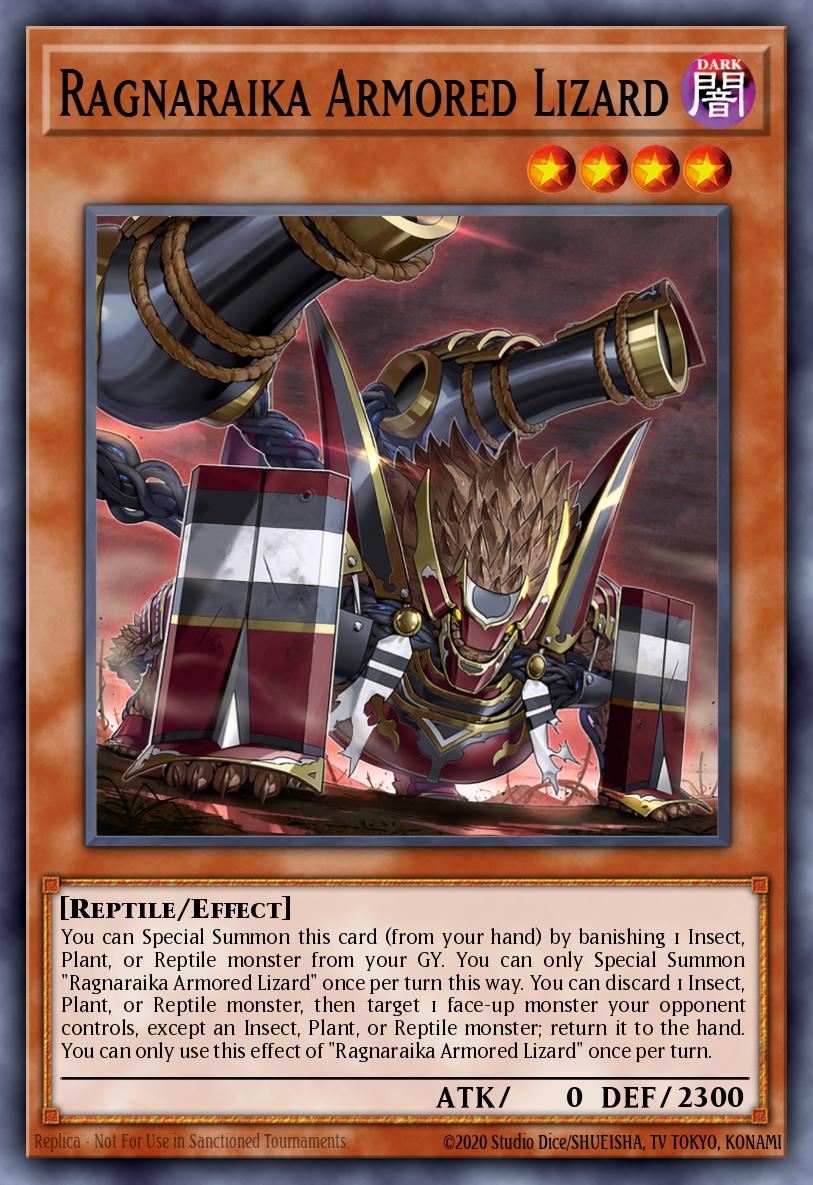 Ragnaraika Armored Lizard
DARK
闇
[Reptile/Effect]
You can Special Summon this card (from your hand) by banishing 1 Insect,
Plant, or Reptile monster from your GY. You can only Special Summon
"Ragnaraika Armored Lizard" once per turn this way. You can discard 1 Insect,
Plant, or Reptile monster, then target 1 face-up monster your opponent
controls, except an Insect, Plant, or Reptile monster; return it to the hand.
You can only use this effect of "Ragnaraika Armored Lizard" once per turn.
ATK/ 0 DEF/2300
Replica - Not For Use in Sanctioned Tournaments.
©2020 Studio Dice/SHUEISHA, TV TOKYO, KONAMI